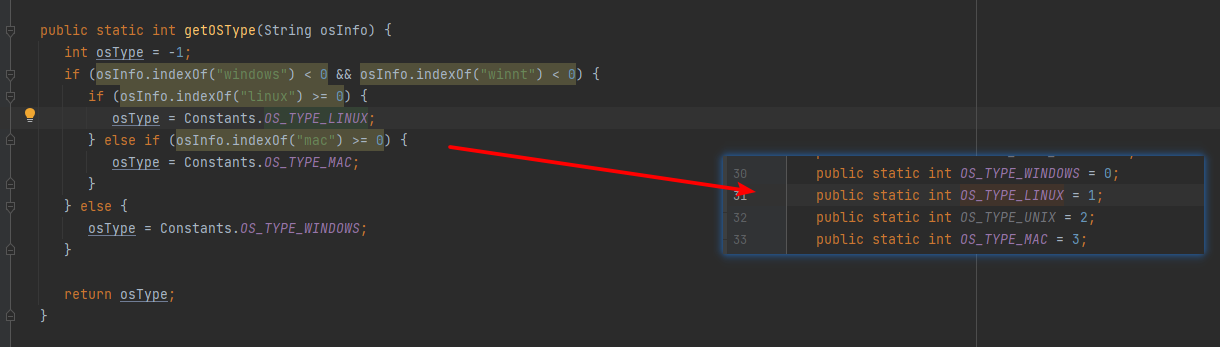 public static int getOSType(String osInfo) {
int osType = -1;
if (osInfo.indexOf("windows") < 0 && osInfo.indexOf("winnt") < 0) {
if (osInfo.indexOf("linux") >= 0) {
osType = Constants.OS_TYPE_LINUX;
} else if (osInfo.indexOf("mac") >= 0) {
osType = Constants.OS_TYPE_MAC;
}
} else {
osType = Constants.OS_TYPE_WINDOWS;
}
return osType;
}
30 public static int OS_TYPE_WINDOWS = 0;
31 public static int OS_TYPE_LINUX = 1;
32 public static int OS_TYPE_UNIX = 2;
33 public static int OS_TYPE_MAC = 3;